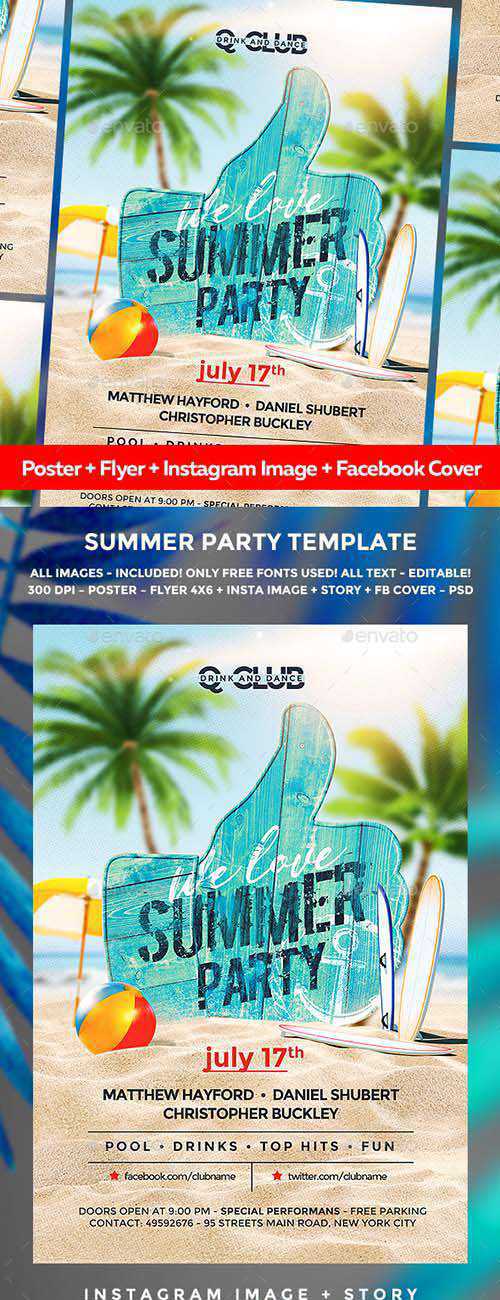 Q CLUB
DRINK AND DANCE
envato
envato
We love
SUMMER
PARTY
july 17th
MATTHEW HAYFORD • DANIEL SHUBERT
CHRISTOPHER BUCKLEY
Poster + Flyer + Instagram Image + Facebook Cover
DOORS OPEN AT 9:00 PM -
SUMMER PARTY TEMPLATE
ALL IMAGES - INCLUDED! ONLY FREE FONTS USED! ALL TEXT - EDITABLE!
300 DPI - POSTER - FLYER 4X6 + INSTA IMAGE + STORY + FB COVER - PSD
envato
envato
Q CLUB
DRINK AND DANCE
We love
SUMMER
PARTY
july 17th
MATTHEW HAYFORD • DANIEL SHUBERT
CHRISTOPHER BUCKLEY
POOL • DRINKS • TOP HITS • FUN
facebook.com/clubname
twitter.com/clubname
DOORS OPEN AT 9:00 PM - SPECIAL PERFORMANS - FREE PARKING
CONTACT: 49592676 - 95 STREETS MAIN ROAD, NEW YORK CITY
INSTAGRAM IMAGE + STORY